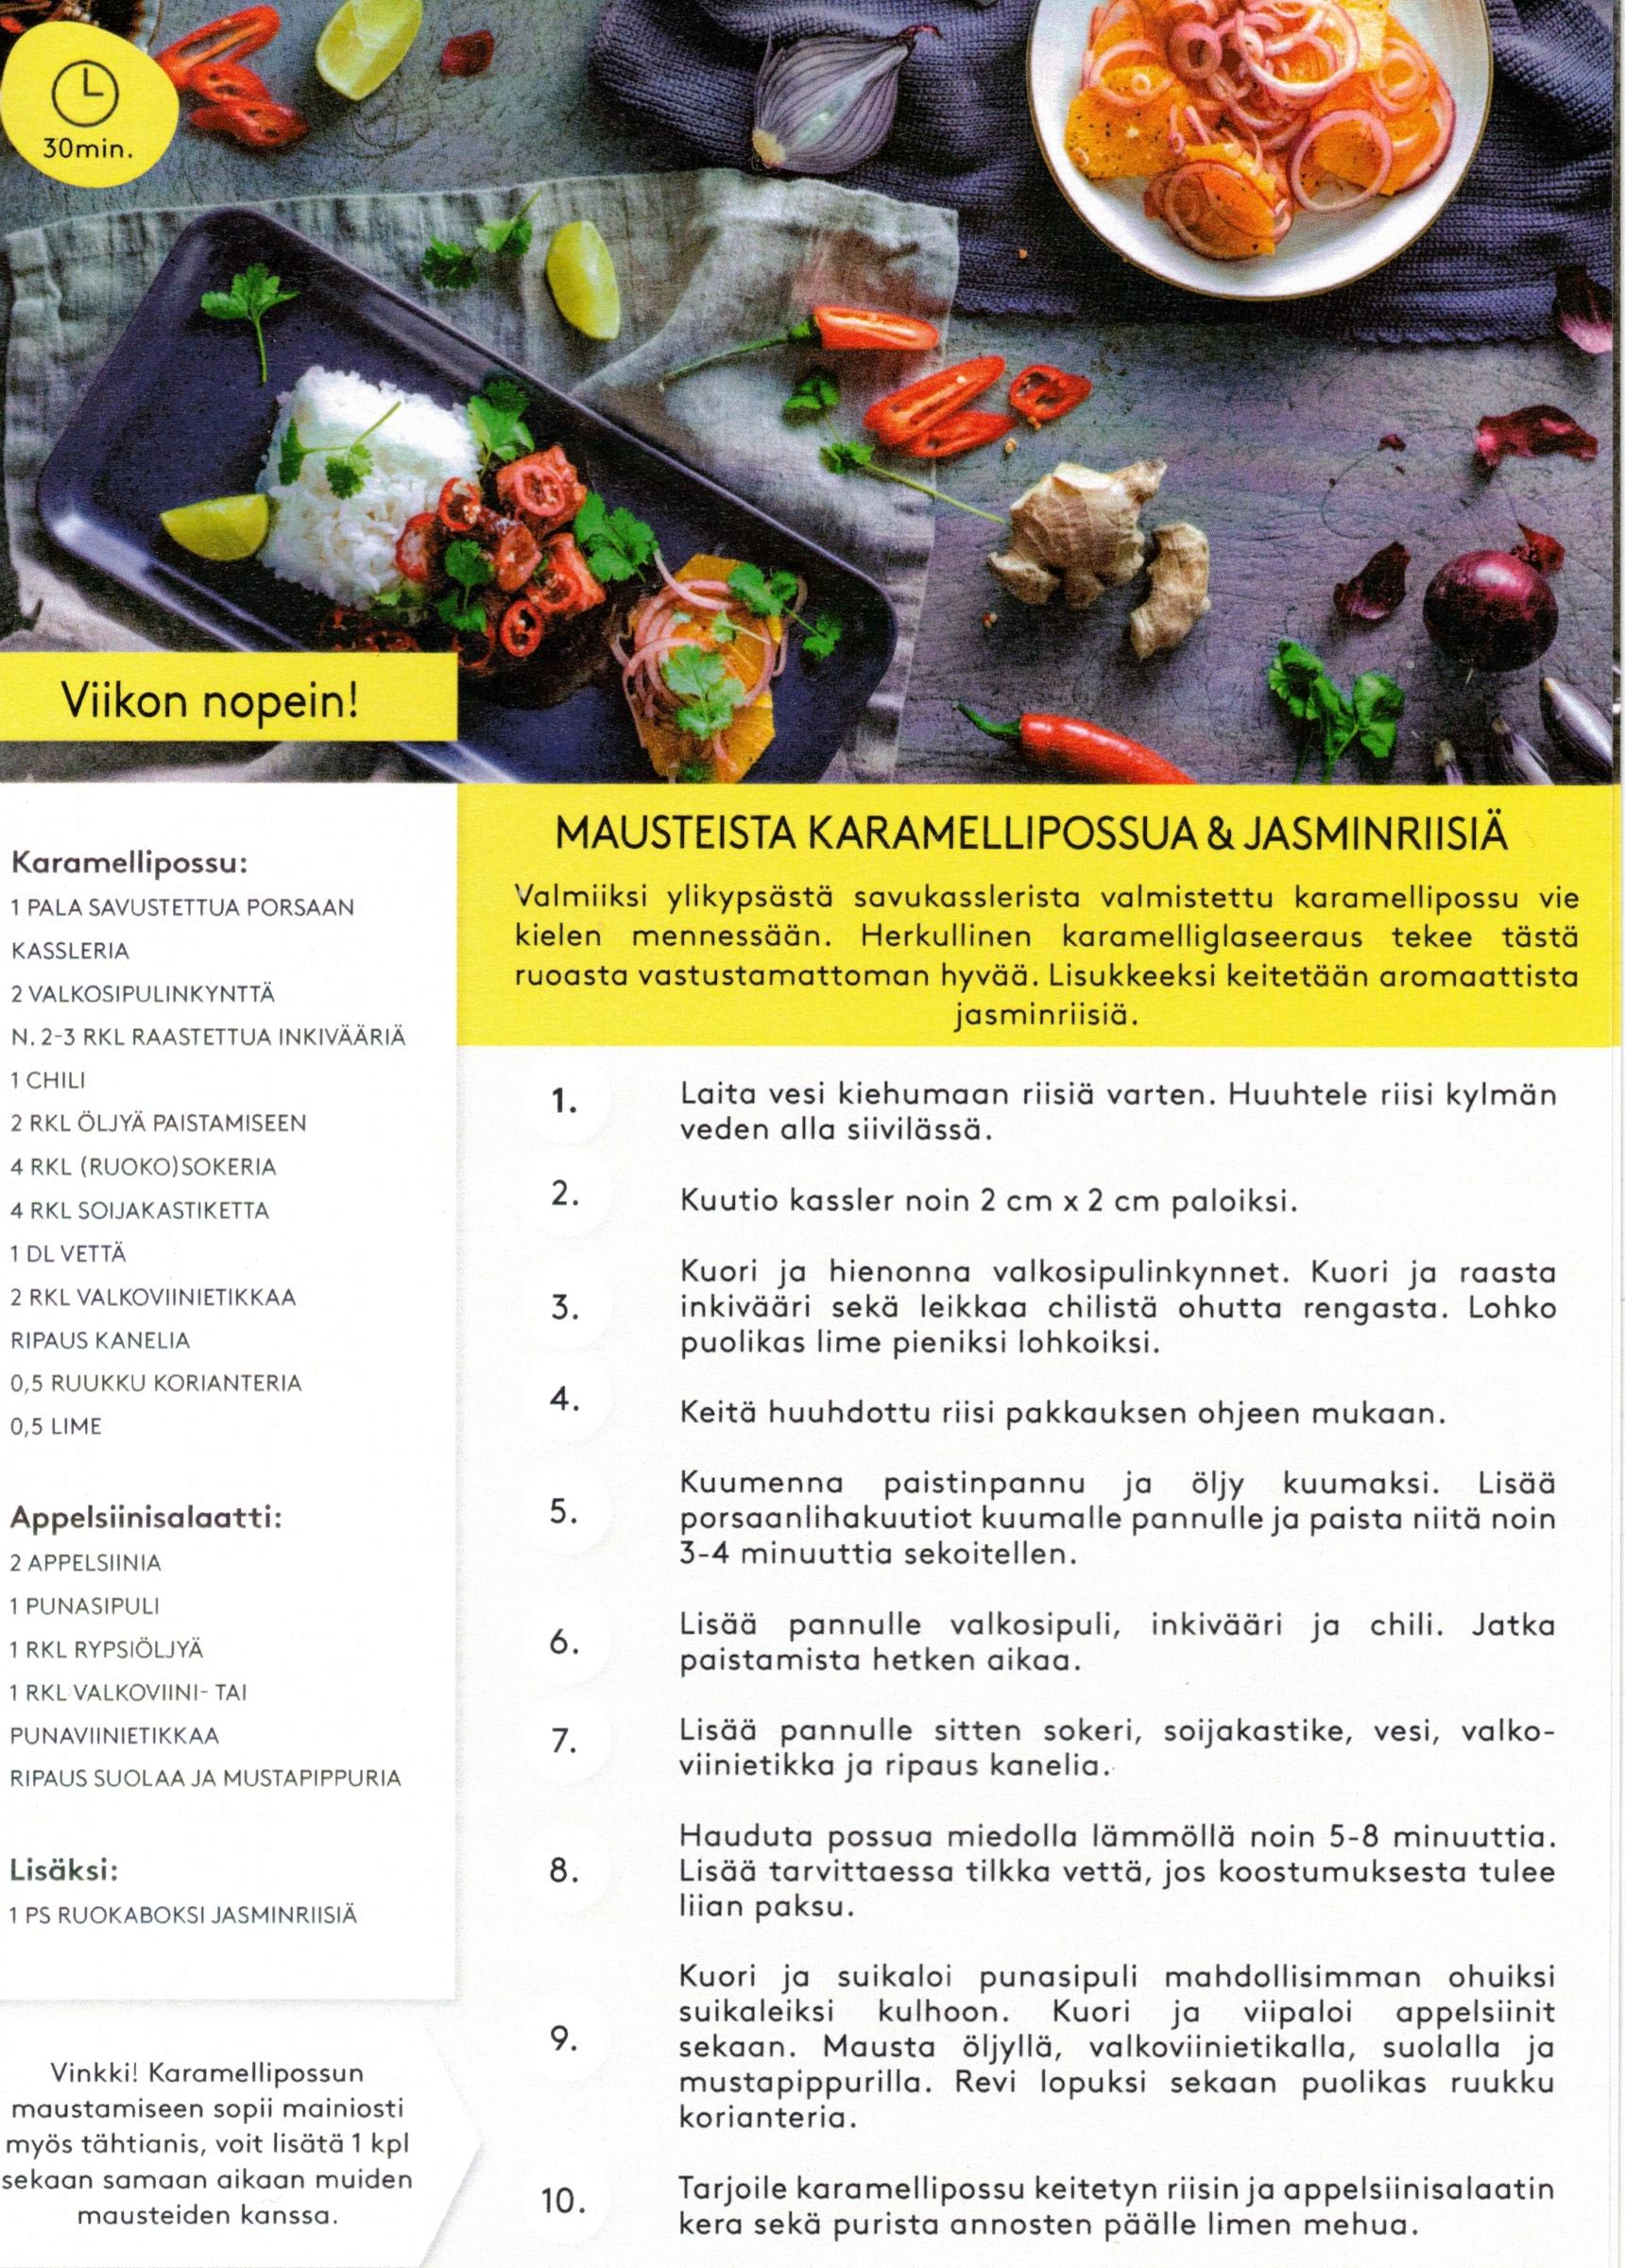 30min.
Viikon nopein!
Karamellipossu:
1 PALA SAVUSTETTUA PORSAAN
KASSLERIA
2 VALKOSIPULINKYNTTÄ
N. 2-3 RKL RAASTETTUA INKIVÄÄRIÄ
1 CHILI
2 RKL ÖLJYÄ PAISTAMISEEN
4 RKL (RUOKO)SOKERIA
4 RKL SOIJAKASTIKETTA
1 DL VETTÄ
2 RKL VALKOVIINIETIKKAA
RIPAUS KANELIA
0,5 RUUKKU KORIANTERIA
0,5 LIME
Appelsiinisalaatti:
2 APPELSIINIA
1 PUNASIPULI
1 RKL RYPSIÖLJYÄ
1 RKL VALKOVIINI- TAI
PUNAVIINIETIKKAA
RIPAUS SUOLAA JA MUSTAPIPPURIA
Lisäksi:
1 PS RUOKABOKSI JASMINRIISIÄ
Vinkki! Karamellipossun
maustamiseen sopii mainiosti
myös tähtianis, voit lisätä 1 kpl
sekaan samaan aikaan muiden
mausteiden kanssa.
MAUSTEISTA KARAMELLIPOSSUA & JASMINRIISIÄ
Valmiiksi ylikypsästä savukasslerista valmistettu karamellipossu vie
kielen mennessään. Herkullinen karamelliglaseeraus tekee tästä
ruoasta vastustamattoman hyvää. Lisukkeeksi keitetään aromaattista
jasminriisiä.
1. Laita vesi kiehumaan riisiä varten. Huuhtele riisi kylmän
veden alla siivilässä.
2. Kuutio kassler noin 2 cm x 2 cm paloiksi.
3. Kuori ja hienonna valkosipulinkynnet. Kuori ja raasta
inkivääri sekä leikkaa chilistä ohutta rengasta. Lohko
puolikas lime pieniksi lohkoiksi.
4. Keitä huuhdottu riisi pakkauksen ohjeen mukaan.
5. Kuumenna paistinpannu ja öljy kuumaksi. Lisää
porsaanlihakuutiot kuumalle pannulle ja paista niitä noin
3-4 minuuttia sekoitellen.
6. Lisää pannulle valkosipuli, inkivääri ja chili. Jatka
paistamista hetken aikaa.
7. Lisää pannulle sitten sokeri, soijakastike, vesi, valko-
viinietikka ja ripaus kanelia.
8. Hauduta possua miedolla lämmöllä noin 5-8 minuuttia.
Lisää tarvittaessa tilkka vettä, jos koostumuksesta tulee
liian paksu.
9. Kuori ja suikaloi punasipuli mahdollisimman ohuiksi
suikaleiksi kulhoon. Kuori ja viipaloi appelsiinit
sekaan. Mausta öljyllä, valkoviinietikalla, suolalla ja
mustapippurilla. Revi lopuksi sekaan puolikas ruukku
korianteria.
10. Tarjoile karamellipossu keitetyn riisin ja appelsiinisalaatin
kera sekä purista annosten päälle limen mehua.